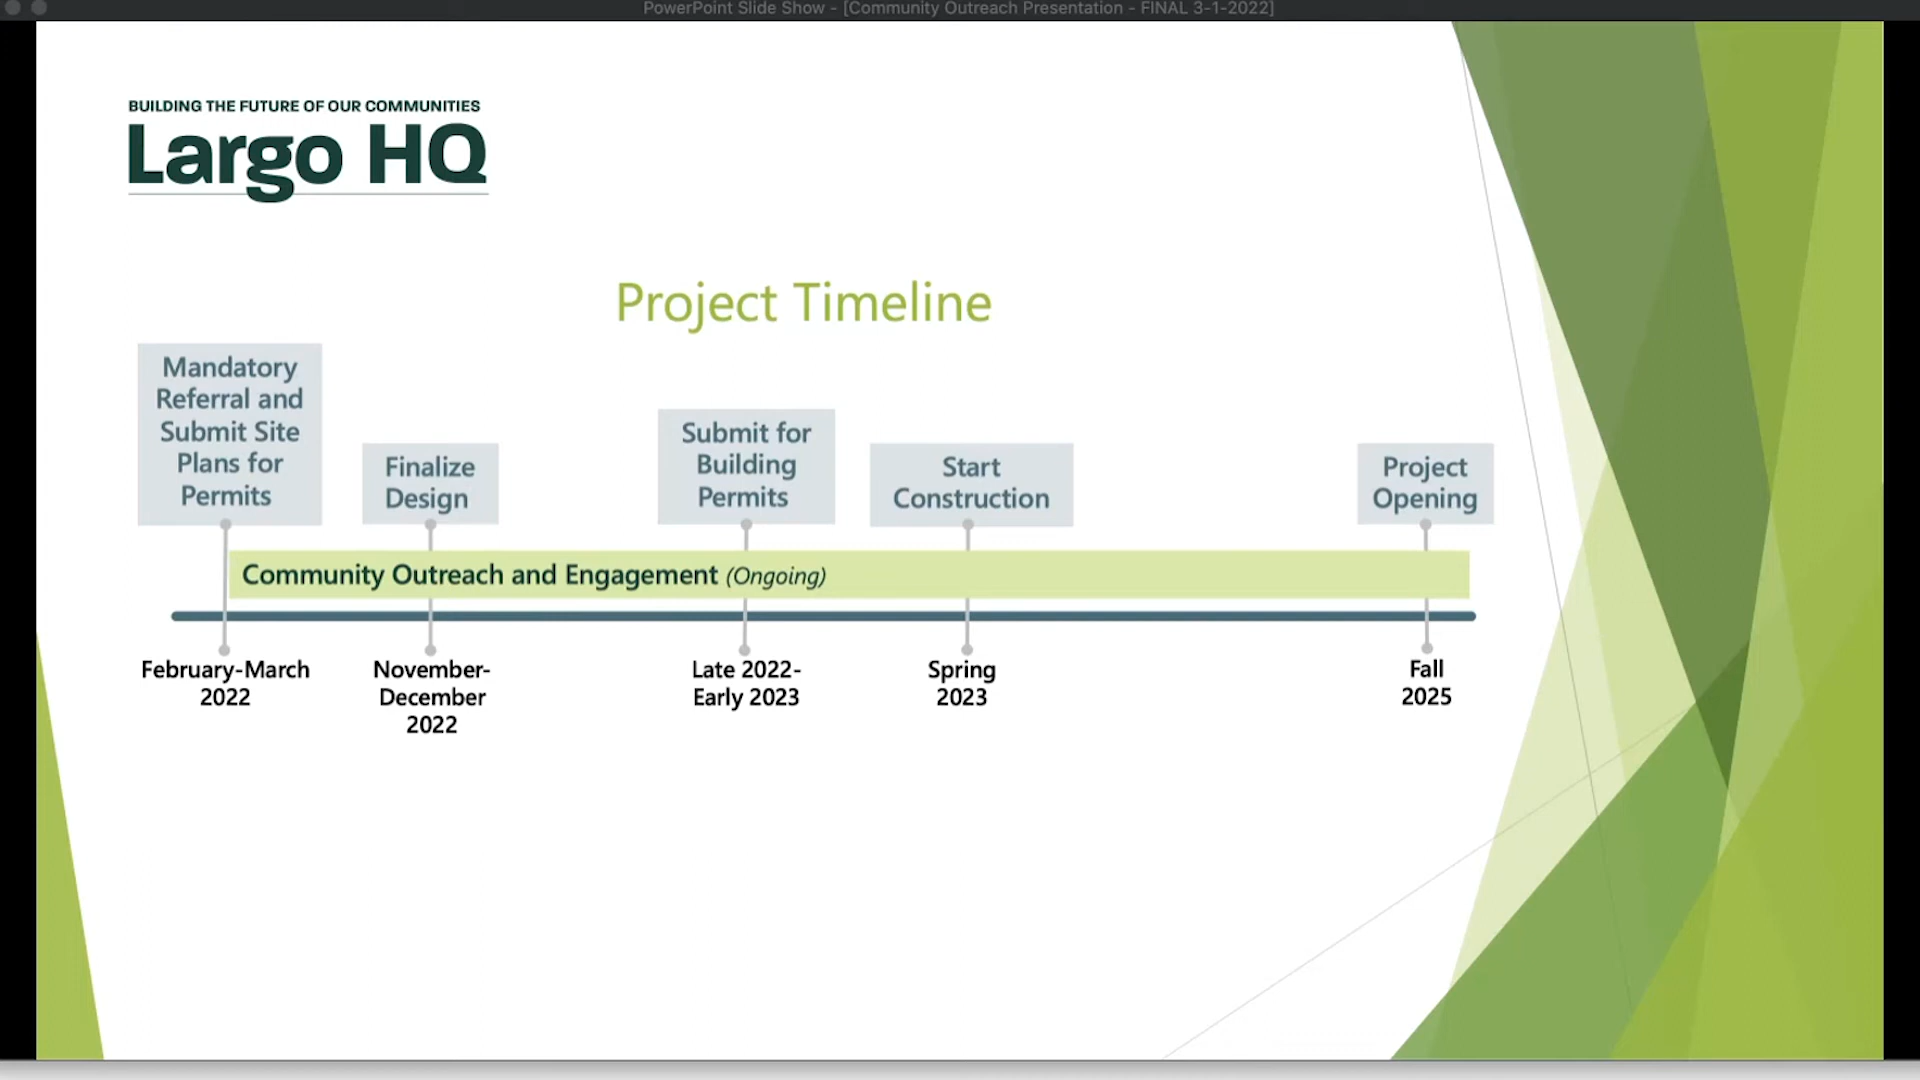 PowerPoint Slide Show - [Community Outreach Presentation - FINAL 3-1-2022]
BUILDING THE FUTURE OF OUR COMMUNITIES
Largo HQ
Project Timeline
Mandatory
Referral and
Submit Site
Plans for
Permits
Finalize
Design
Submit for
Building
Permits
Start
Construction
Project
Opening
Community Outreach and Engagement (Ongoing)
February-March
2022
November-
December
2022
Late 2022-
Early 2023
Spring
2023
Fall
2025